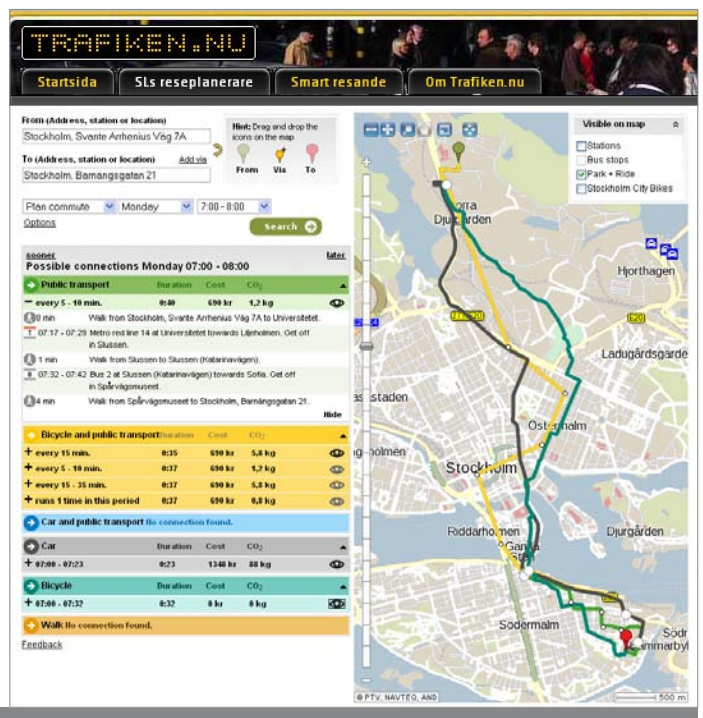 TRAFIKEN.NU
Startsida SLs reseplanerare Smart resande Om Trafiken.nu
From (Address, station or location)
Stockholm, Svante Arrhenius Väg 7A
To (Address, station or location) Add via
Stockholm, Barnängsgatan 21
Hint: Drag and drop the
icons on the map
From Via To
Plan commute Monday 7:00 - 8:00
Options
Search
sooner later
Possible connections Monday 07:00 - 08:00
Public transport Duration Cost CO2
every 5 - 10 min. 0:40 690 kr 1,2 kg
0 min Walk from Stockholm, Svante Arrhenius Väg 7A to Universitetet.
T 07:17 - 07:29 Metro red line 14 at Universitetet towards Liljeholmen. Get off
in Slussen.
1 min Walk from Slussen to Slussen (Katarinavägen).
B 07:32 - 07:42 Bus 2 at Slussen (Katarinavägen) towards Sofia. Get off
in Spårvägsmuseet.
4 min Walk from Spårvägsmuseet to Stockholm, Barnängsgatan 21.
Hide
Bicycle and public transport Duration Cost CO2
+ every 15 min. 0:35 690 kr 5,8 kg
+ every 5 - 10 min. 0:37 690 kr 1,2 kg
+ every 15 - 35 min. 0:37 690 kr 5,8 kg
+ runs 1 time in this period 0:37 690 kr 0,8 kg
Car and public transport No connection found.
Car Duration Cost CO2
+ 07:00 - 07:23 0:23 1348 kr 88 kg
Bicycle Duration Cost CO2
+ 07:00 - 07:32 0:32 0 kr 0 kg
Walk No connection found.
Feedback
Visible on map
Stations
Bus stops
Park + Ride
Stockholm City Bikes
Norra
Djurgården
Hjorthagen
E20
Ladugårdsgärde
Östermalm
Stockholm
Riddarholmen
Gamla
Stan
Djurgården
Södermalm
© PTV, NAVTEQ, AND
500 m